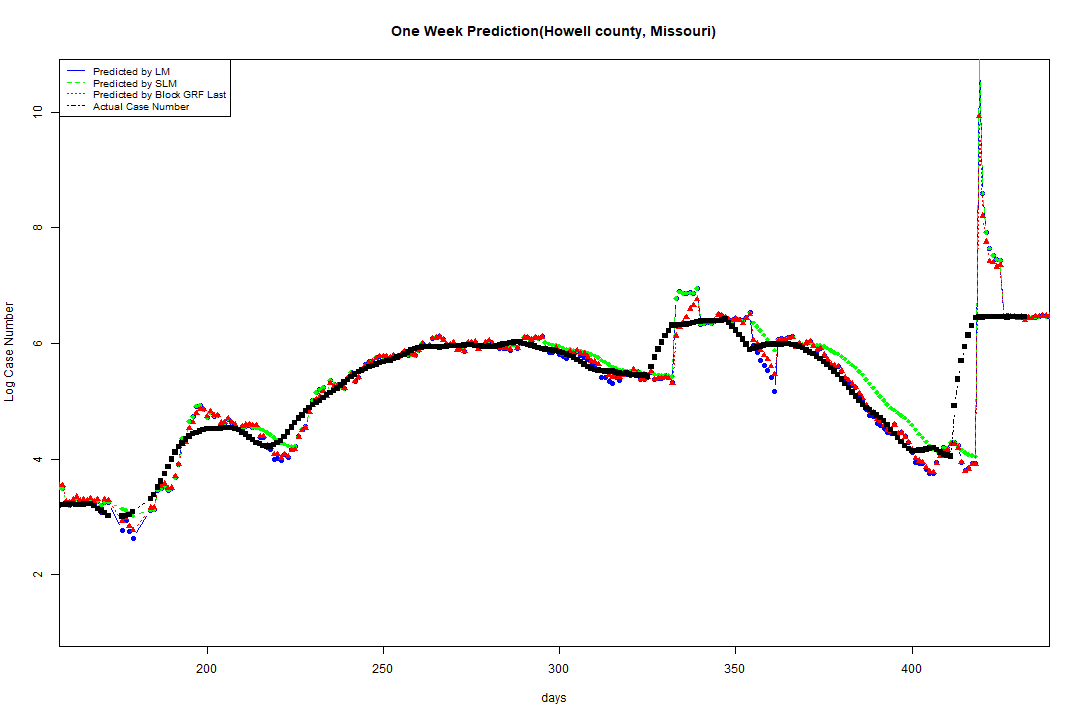 One Week Prediction(Howell county, Missouri)
Predicted by LM
Predicted by SLM
Predicted by Block GRF Last
Actual Case Number
10
8
6
4
2
Log Case Number
200 250 300 350 400
days